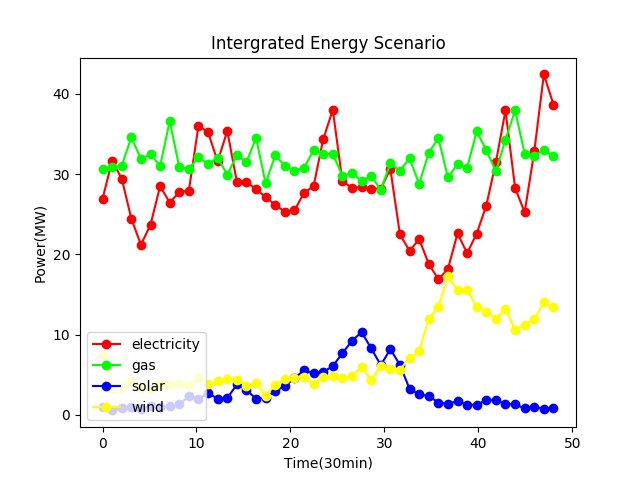 Intergrated Energy Scenario
Power(MW)
40
30
20
10
0
electricity
gas
solar
wind
0
10
20
30
40
50
Time(30min)